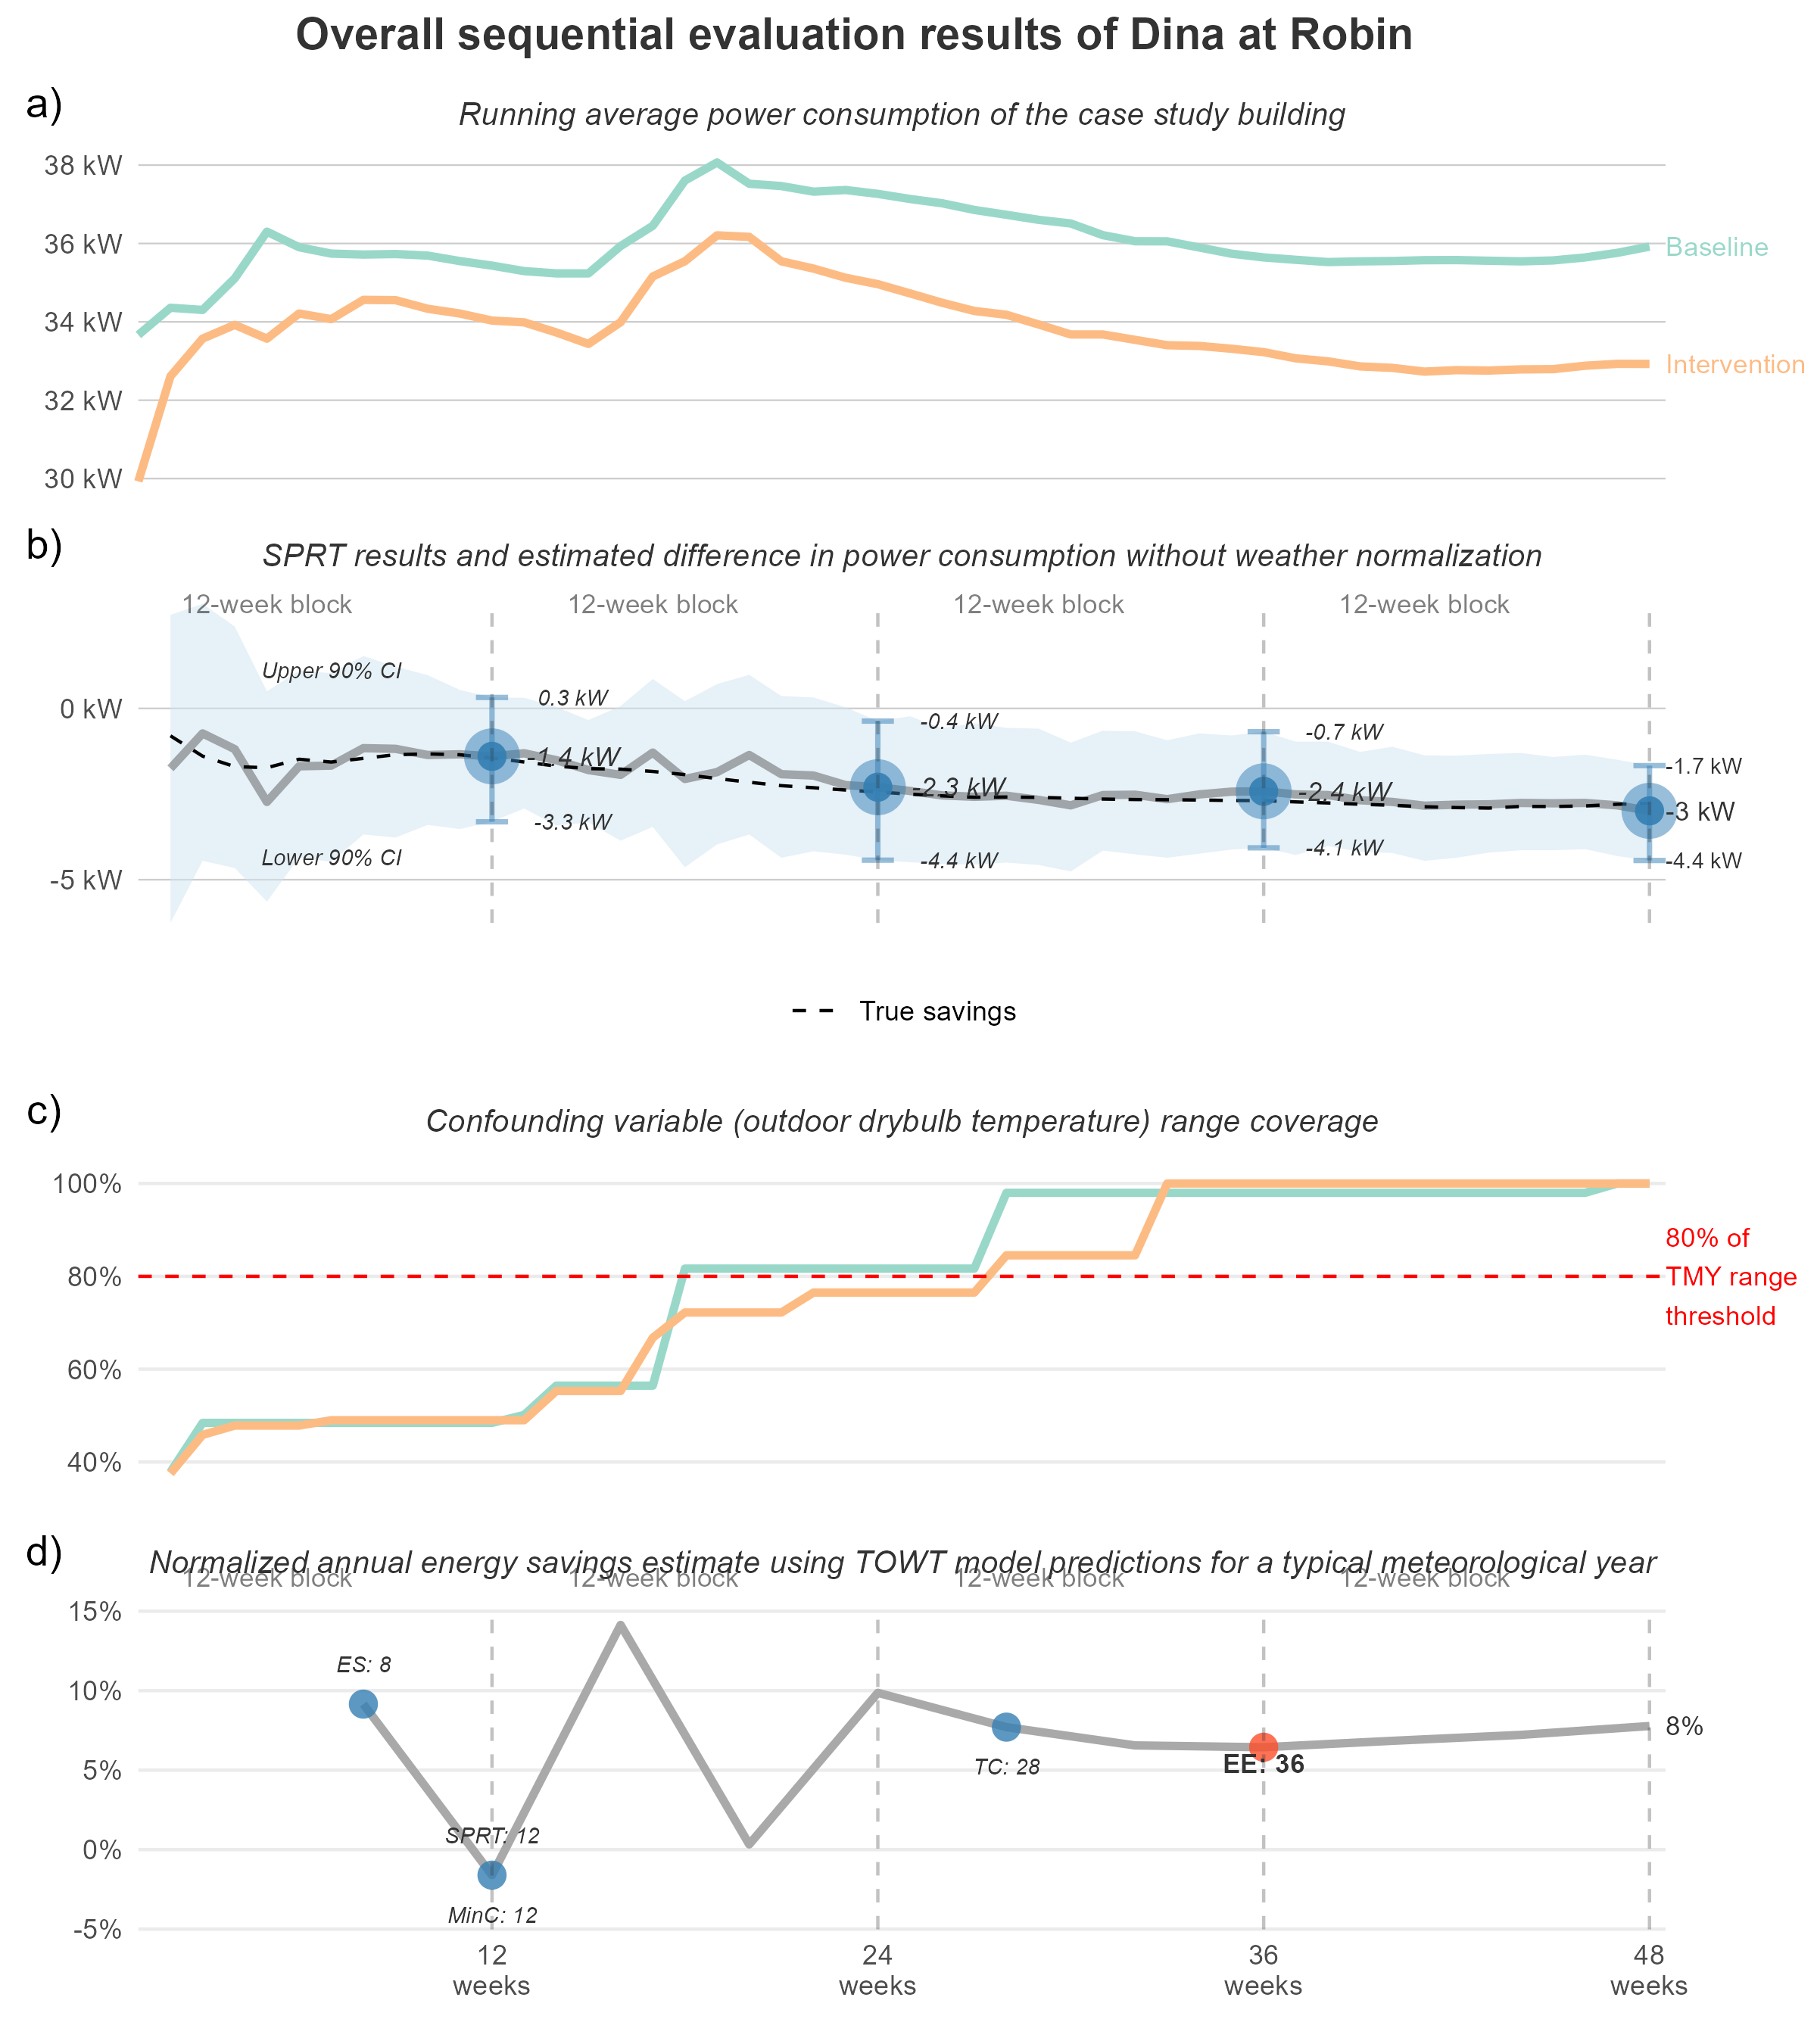 Overall sequential evaluation results of Dina at Robin
a)
Running average power consumption of the case study building
38 kW
36 kW
34 kW
32 kW
30 kW
Baseline
Intervention
b)
SPRT results and estimated difference in power consumption without weather normalization
12-week block
12-week block
12-week block
12-week block
Upper 90% CI
Lower 90% CI
0 kW
-5 kW
0.3 kW
-1.4 kW
-3.3 kW
-0.4 kW
-2.3 kW
-4.4 kW
-0.7 kW
-2.4 kW
-4.1 kW
-1.7 kW
-3 kW
-4.4 kW
True savings
c)
Confounding variable (outdoor drybulb temperature) range coverage
100%
80%
60%
40%
80% of
TMY range
threshold
d)
Normalized annual energy savings estimate using TOWT model predictions for a typical meteorological year
12-week block
12-week block
12-week block
12-week block
15%
10%
5%
0%
-5%
ES: 8
SPRT: 12
MinC: 12
TC: 28
EE: 36
8%
12
weeks
24
weeks
36
weeks
48
weeks